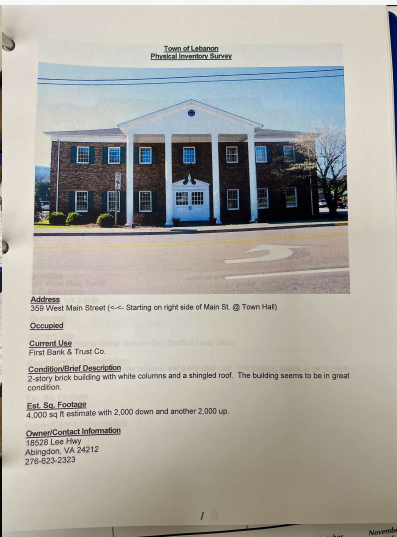 Town of Lebanon
Physical Inventory Survey
Address
359 West Main Street (<-<- Starting on right side of Main St. @ Town Hall)
Occupied
Current Use
First Bank & Trust Co.
Condition/Brief Description
2-story brick building with white columns and a shingled roof.  The building seems to be in great
condition.
Est. Sq. Footage
4,000 sq ft estimate with 2,000 down and another 2,000 up.
Owner/Contact Information
18528 Lee Hwy
Abingdon, VA 24212
276-623-2323